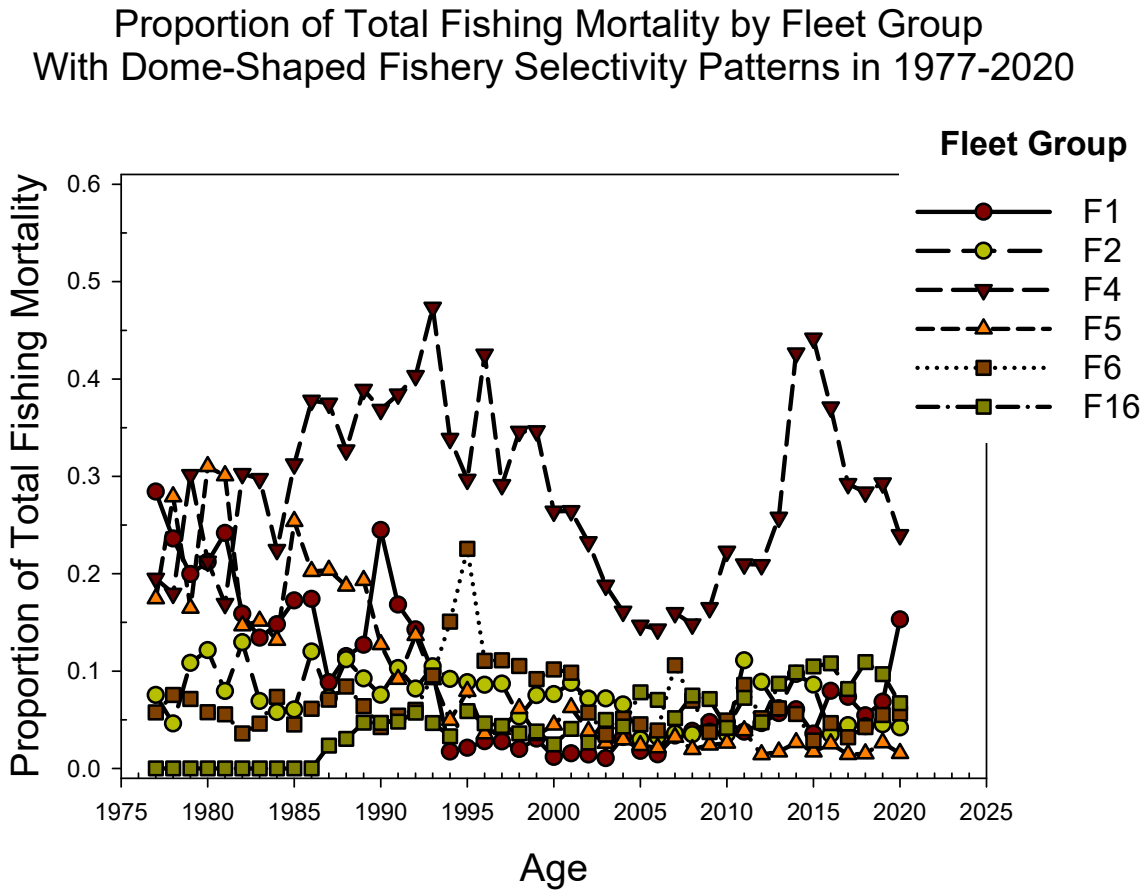 Proportion of Total Fishing Mortality by Fleet Group
With Dome-Shaped Fishery Selectivity Patterns in 1977-2020
Fleet Group
F1
F2
F4
F5
F6
F16
Proportion of Total Fishing Mortality
0.6
0.5
0.4
0.3
0.2
0.1
0.0
1975 1980 1985 1990 1995 2000 2005 2010 2015 2020 2025
Age